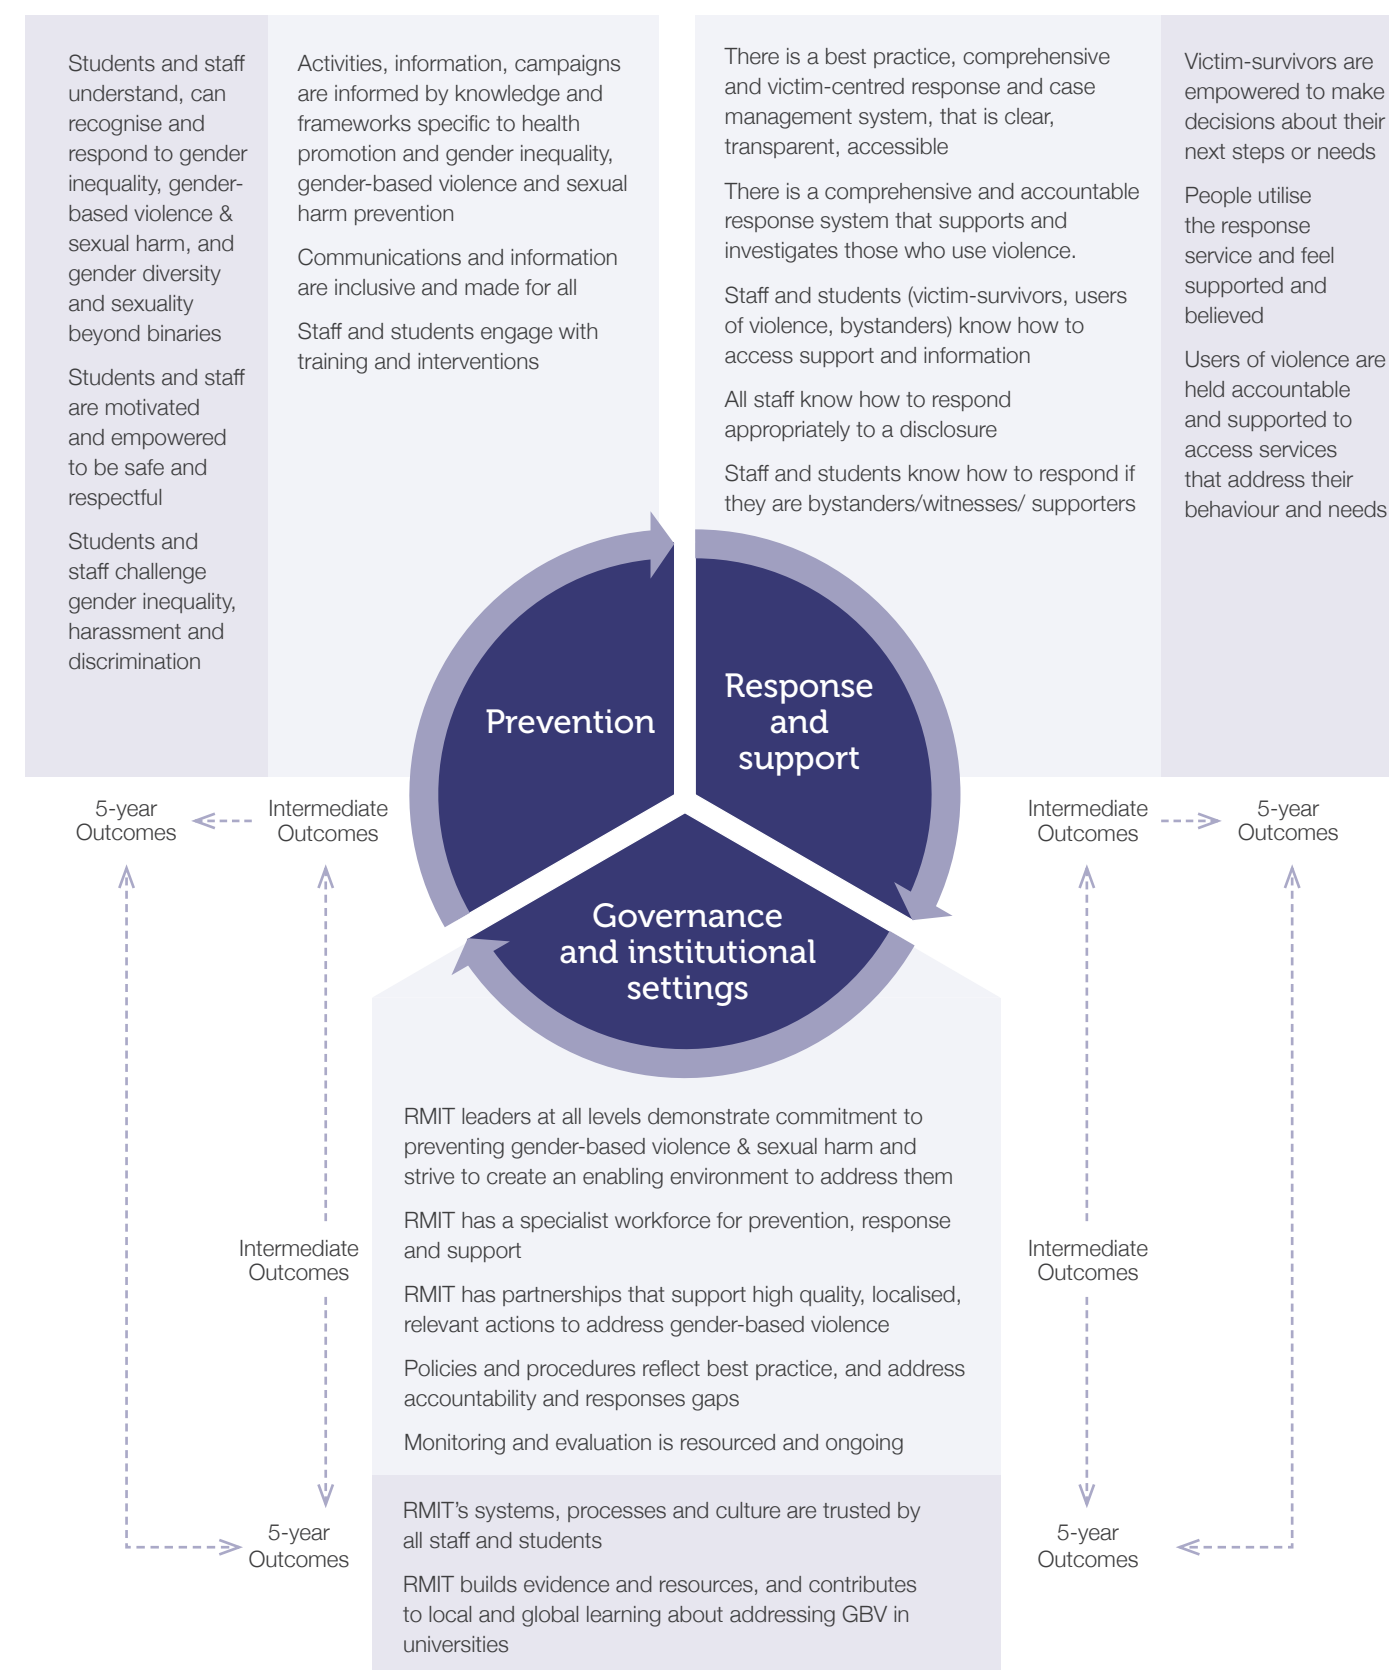 Students and staff
understand, can
recognise and
respond to gender
inequality, gender-
based violence &
sexual harm, and
gender diversity
and sexuality
beyond binaries
Students and staff
are motivated
and empowered
to be safe and
respectful
Students and
staff challenge
gender inequality,
harassment and
discrimination
Activities, information, campaigns
are informed by knowledge and
frameworks specific to health
promotion and gender inequality,
gender-based violence and sexual
harm prevention
Communications and information
are inclusive and made for all
Staff and students engage with
training and interventions
There is a best practice, comprehensive
and victim-centred response and case
management system, that is clear,
transparent, accessible
There is a comprehensive and accountable
response system that supports and
investigates those who use violence.
Staff and students (victim-survivors, users
of violence, bystanders) know how to
access support and information
All staff know how to respond
appropriately to a disclosure
Staff and students know how to respond if
they are bystanders/witnesses/ supporters
Victim-survivors are
empowered to make
decisions about their
next steps or needs
People utilise
the response
service and feel
supported and
believed
Users of violence are
held accountable
and supported to
access services
that address their
behaviour and needs
Prevention
Response
and
support
Governance
and institutional
settings
5-year
Outcomes
Intermediate
Outcomes
Intermediate
Outcomes
5-year
Outcomes
RMIT leaders at all levels demonstrate commitment to
preventing gender-based violence & sexual harm and
strive to create an enabling environment to address them
RMIT has a specialist workforce for prevention, response
and support
RMIT has partnerships that support high quality, localised,
relevant actions to address gender-based violence
Policies and procedures reflect best practice, and address
accountability and responses gaps
Monitoring and evaluation is resourced and ongoing
Intermediate
Outcomes
Intermediate
Outcomes
RMIT's systems, processes and culture are trusted by
all staff and students
RMIT builds evidence and resources, and contributes
to local and global learning about addressing GBV in
universities
5-year
Outcomes
5-year
Outcomes